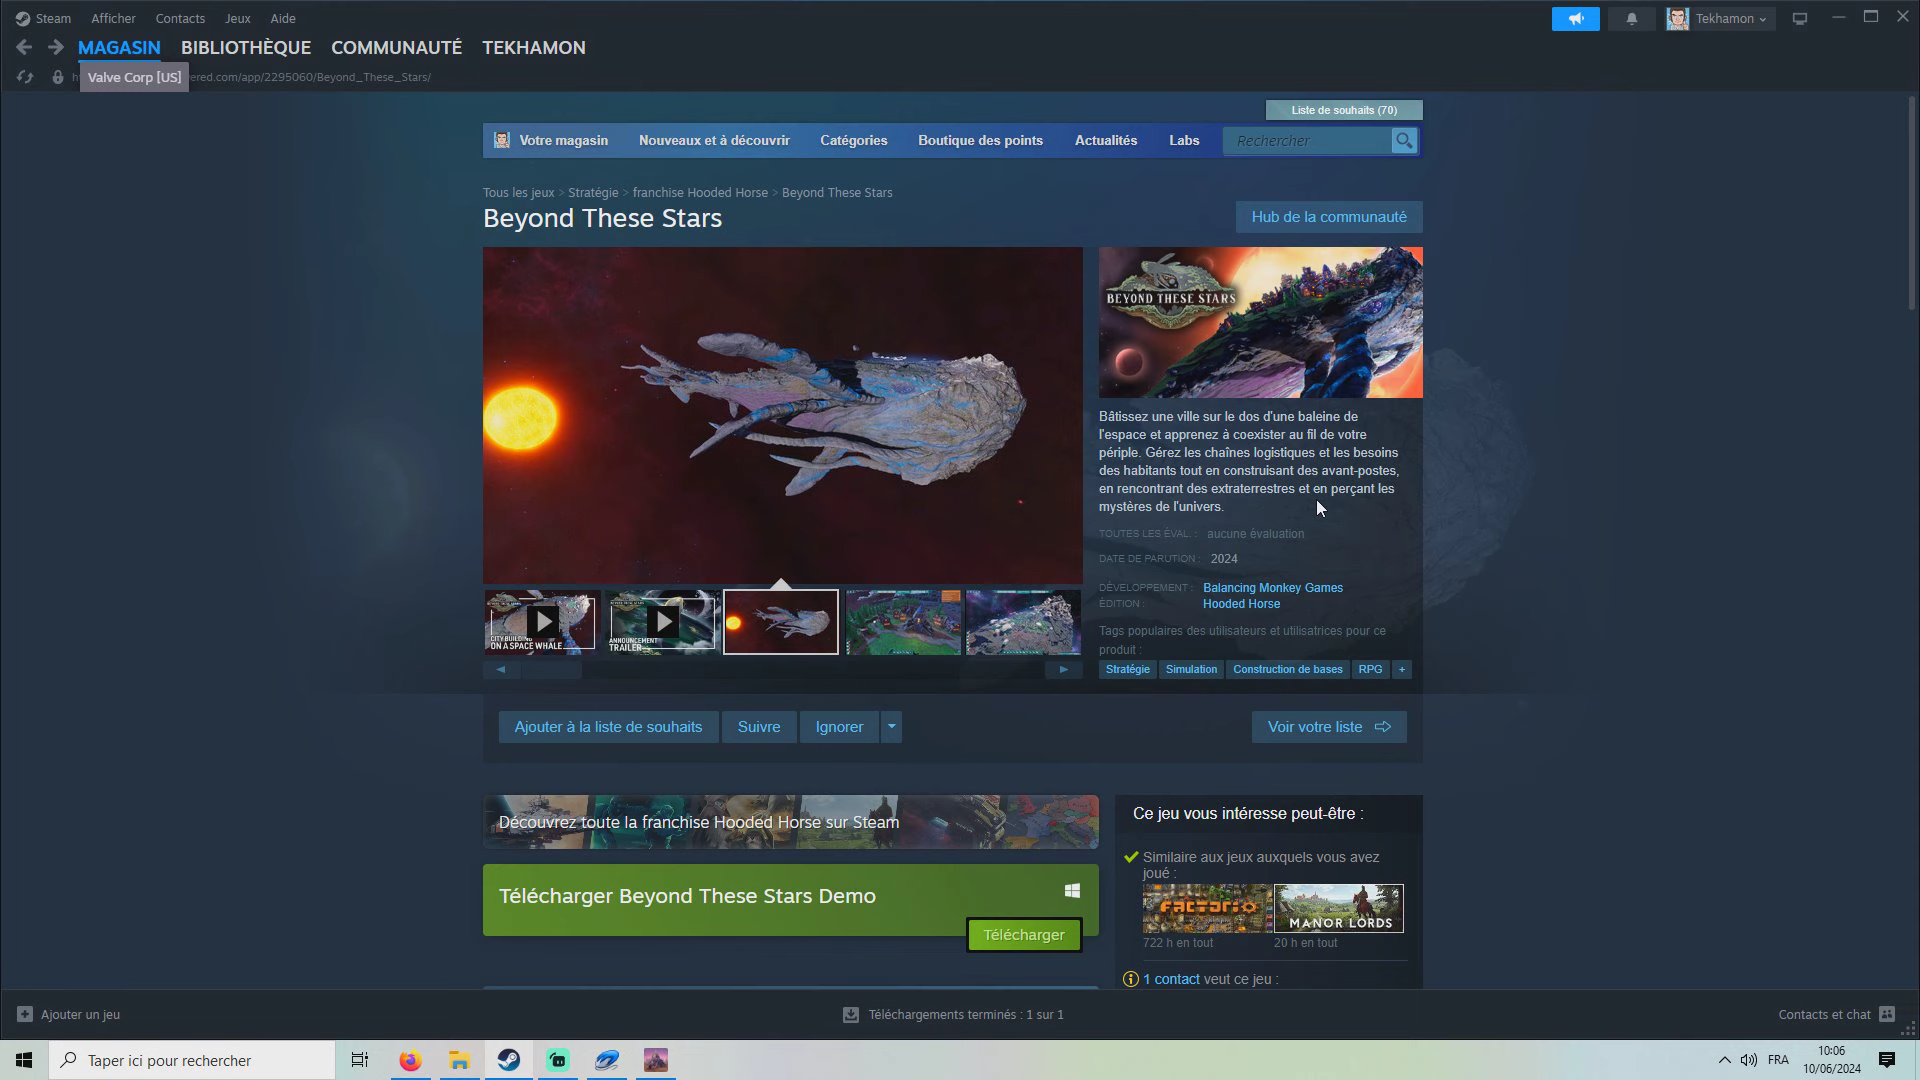 Steam Afficher Contacts Jeux Aide
Tekhamon
MAGASIN BIBLIOTHÈQUE COMMUNAUTÉ TEKHAMON
Valve Corp [US]
ered.com/app/2295060/Beyond_These_Stars/
Liste de souhaits (70)
Votre magasin Nouveaux et à découvrir Catégories Boutique des points Actualités Labs Rechercher
Tous les jeux > Stratégie > franchise Hooded Horse > Beyond These Stars
Beyond These Stars
Hub de la communauté
BEYOND THESE STARS
Bâtissez une ville sur le dos d'une baleine de
l'espace et apprenez à coexister au fil de votre
périple. Gérez les chaînes logistiques et les besoins
des habitants tout en construisant des avant-postes,
en rencontrant des extraterrestres et en perçant les
mystères de l'univers.
TOUTES LES ÉVAL. : aucune évaluation
DATE DE PARUTION : 2024
DÉVELOPPEMENT : Balancing Monkey Games
ÉDITION : Hooded Horse
Tags populaires des utilisateurs et utilisatrices pour ce
produit :
Stratégie Simulation Construction de bases RPG +
CITY BUILDING
ON A SPACE WHALE
ANNOUNCEMENT
TRAILER
Ajouter à la liste de souhaits Suivre Ignorer Voir votre liste
Découvrez toute la franchise Hooded Horse sur Steam
Télécharger Beyond These Stars Demo
Télécharger
Ce jeu vous intéresse peut-être :
Similaire aux jeux auxquels vous avez
joué :
FACTORIO MANOR LORDS
722 h en tout 20 h en tout
1 contact veut ce jeu :
Ajouter un jeu
Téléchargements terminés : 1 sur 1
Contacts et chat
Taper ici pour rechercher
FRA
10:06
10/06/2024